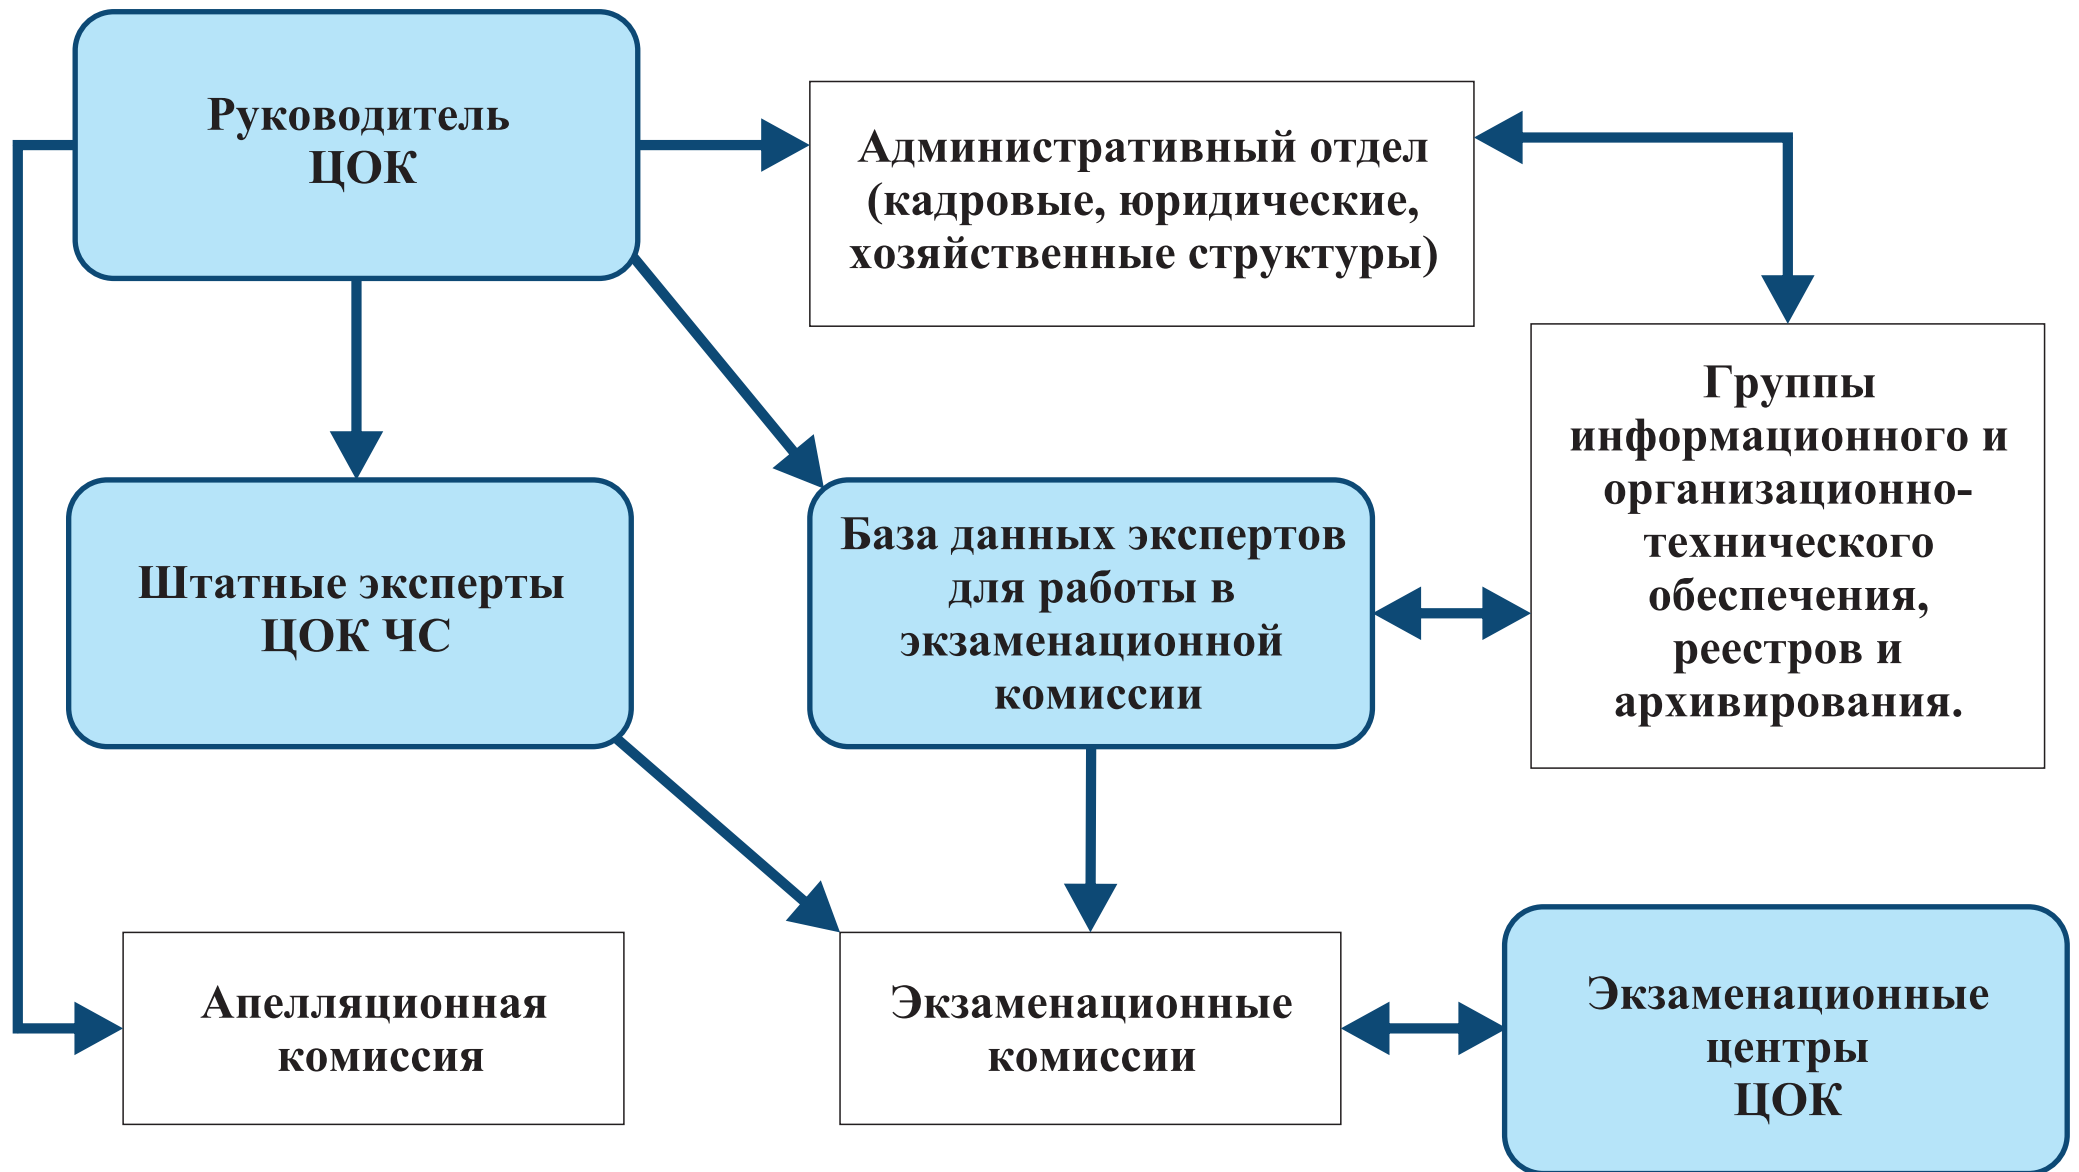 Руководитель
ЦОК
Административный отдел
(кадровые, юридические,
хозяйственные структуры)
Группы
информационного и
организационно-
технического
обеспечения,
реестров и
архивирования.
Штатные эксперты
ЦОК ЧС
База данных экспертов
для работы в
экзаменационной
комиссии
Апелляционная
комиссия
Экзаменационные
комиссии
Экзаменационные
центры
ЦОК